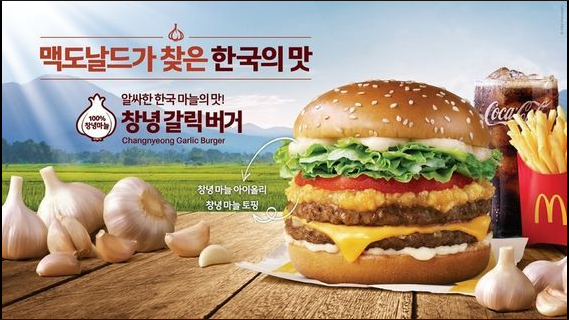 맥도날드가 찾은 한국의 맛
알싸한 한국 마늘의 맛!
100%
창녕마늘
창녕 갈릭 버거
Changnyeong Garlic Burger
창녕 마늘 아이올리
창녕 마늘 토핑
Coca-Cola